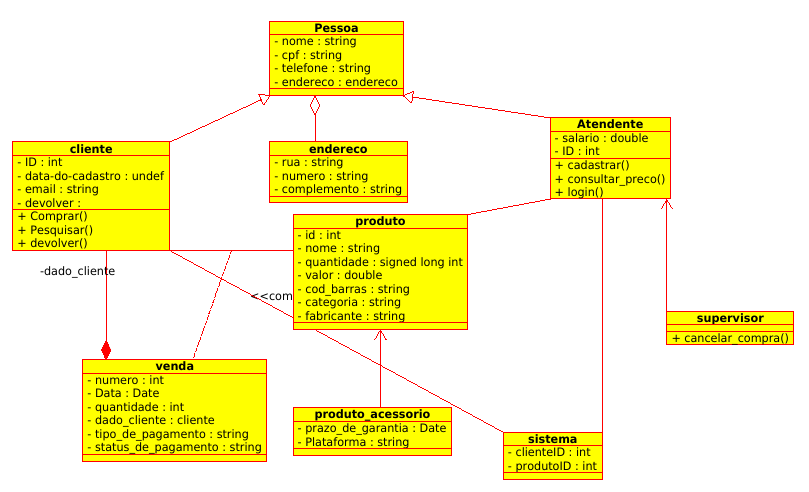 Pessoa
- nome : string
- cpf : string
- telefone : string
- endereco : endereco
cliente
- ID : int
- data-do-cadastro : undef
- email : string
- devolver :
+ Comprar()
+ Pesquisar()
+ devolver()
endereco
- rua : string
- numero : string
- complemento : string
Atendente
- salario : double
- ID : int
+ cadastrar()
+ consultar_preco()
+ login()
produto
- id : int
- nome : string
- quantidade : signed long int
- valor : double
- cod_barras : string
- categoria : string
- fabricante : string
-dado_cliente
<<com
supervisor
+ cancelar_compra()
venda
- numero : int
- Data : Date
- quantidade : int
- dado_cliente : cliente
- tipo_de_pagamento : string
- status_de_pagamento : string
produto_acessorio
- prazo_de_garantia : Date
- Plataforma : string
sistema
- clienteID : int
- produtoID : int